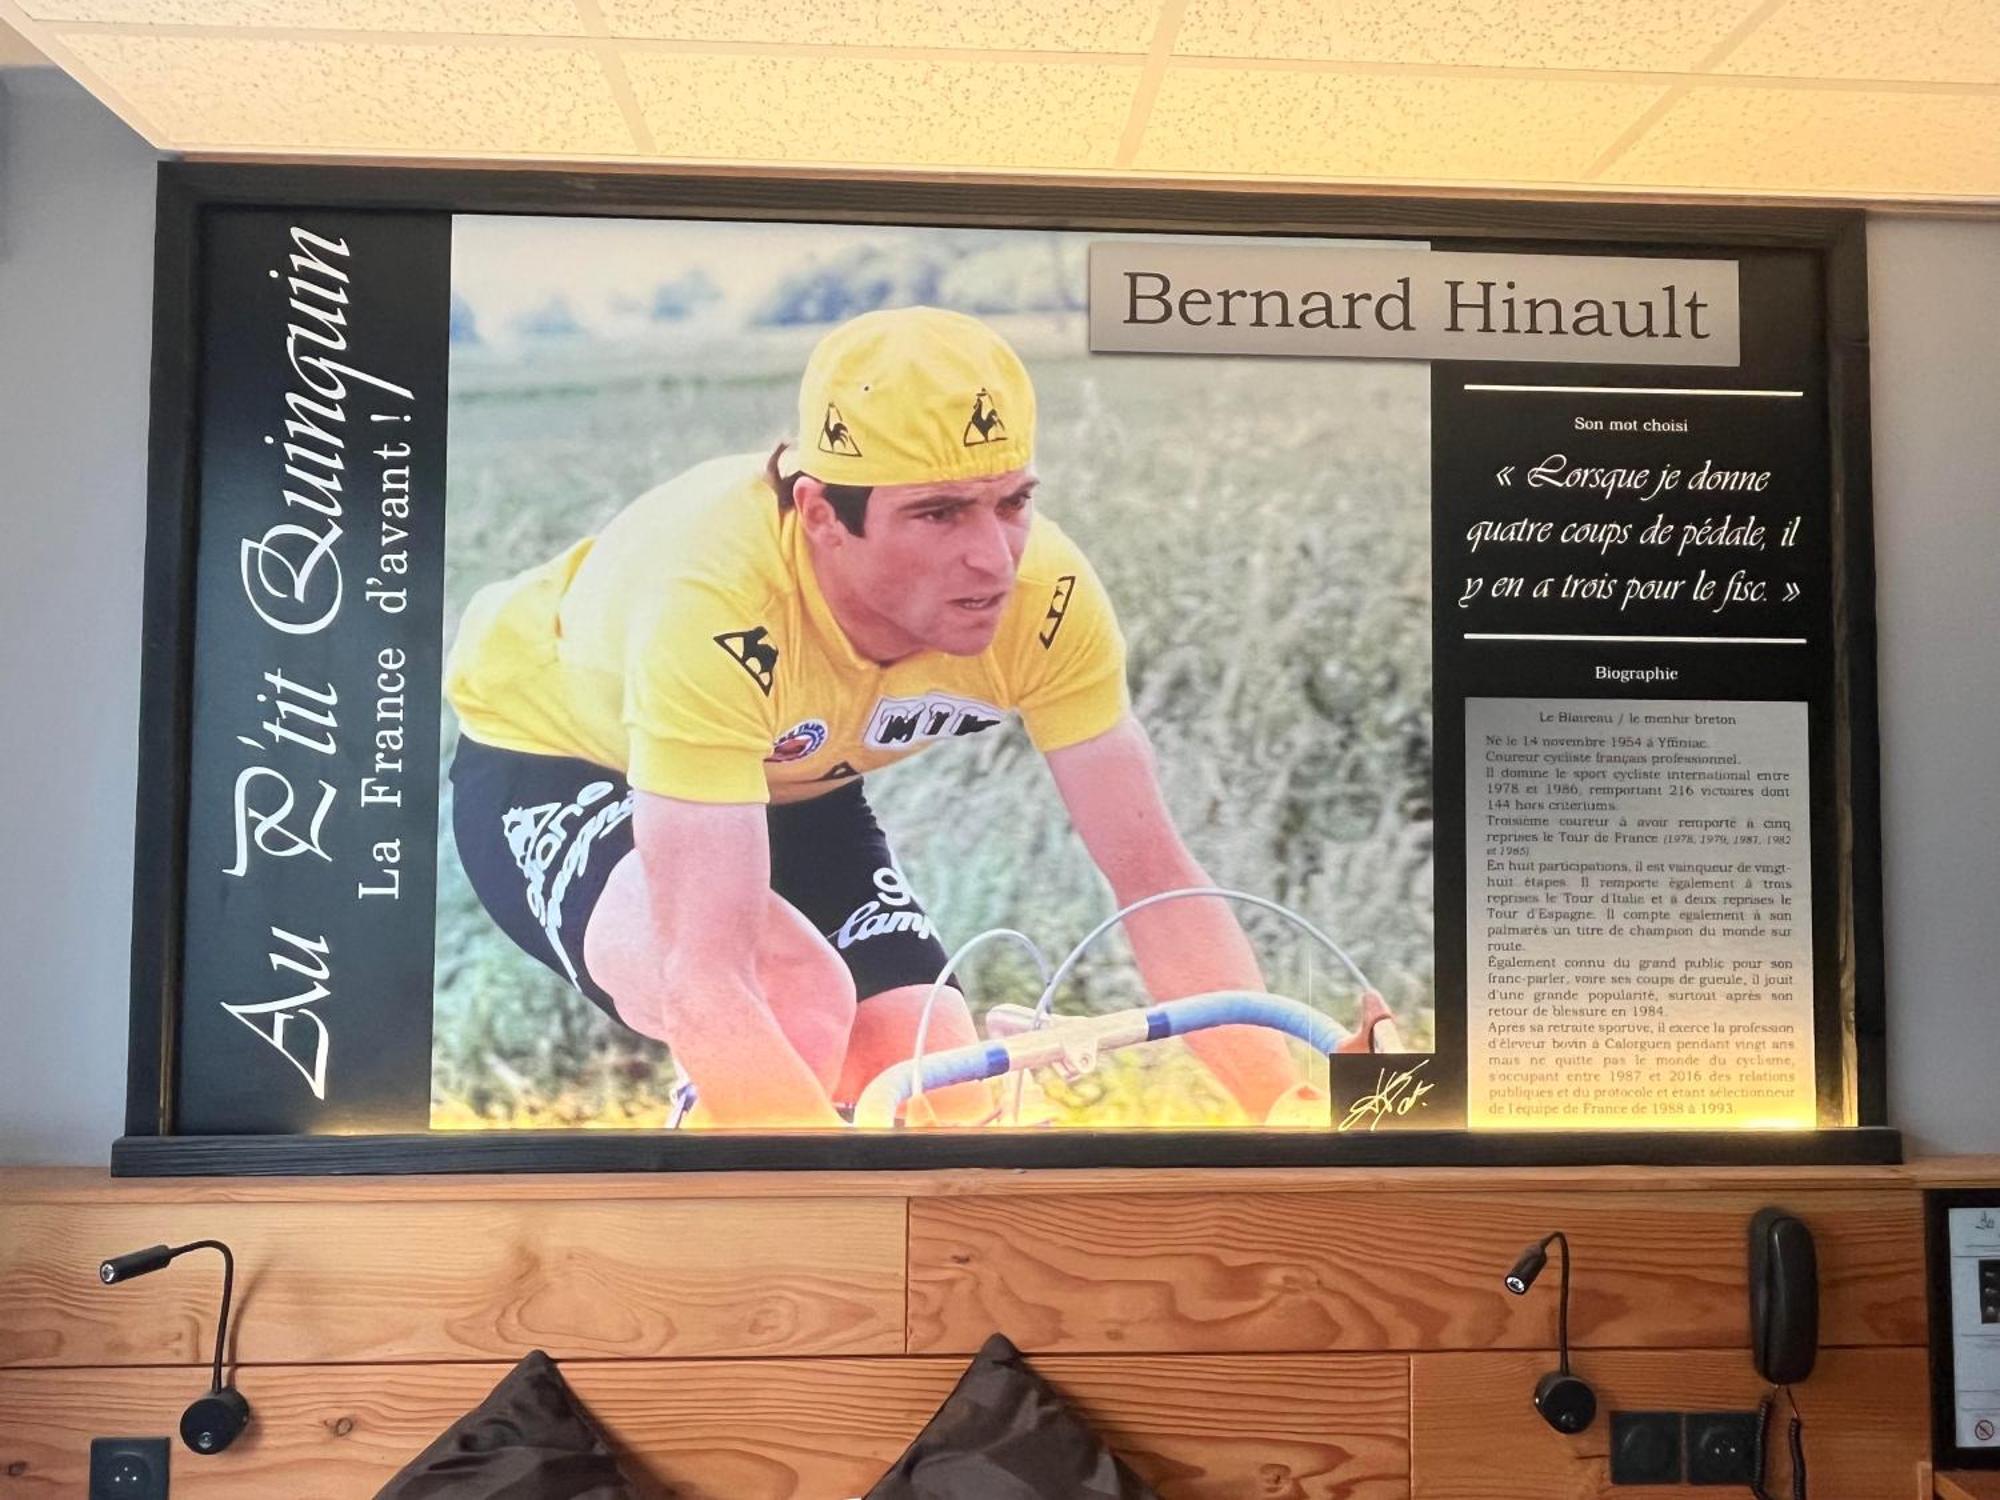 Au P'tit Quinquin
La France d'avant !
Bernard Hinault
Son mot choisi
« Lorsque je donne
quatre coups de pédale, il
y en a trois pour le fisc. »
Biographie
Le Blaireau / le menhir breton
Né le 14 novembre 1954 à Yffiniac.
Coureur cycliste français professionnel.
Il domine le sport cycliste international entre
1978 et 1986, remportant 216 victoires dont
144 hors critériums.
Troisième coureur à avoir remporté à cinq
reprises le Tour de France (1978, 1979, 1981, 1982
et 1985)
En huit participations, il est vainqueur de vingt-
huit étapes. Il remporte également à trois
reprises le Tour d'Italie et à deux reprises le
Tour d'Espagne. Il compte également à son
palmarès un titre de champion du monde sur
route.
Également connu du grand public pour son
franc-parler, voire ses coups de gueule, il jouit
d'une grande popularité, surtout après son
retour de blessure en 1984.
Après sa retraite sportive, il exerce la profession
d'éleveur bovin à Calorguen pendant vingt ans
mais ne quitte pas le monde du cyclisme,
s'occupant entre 1987 et 2016 des relations
publiques et du protocole et étant sélectionneur
de l'équipe de France de 1988 à 1993.